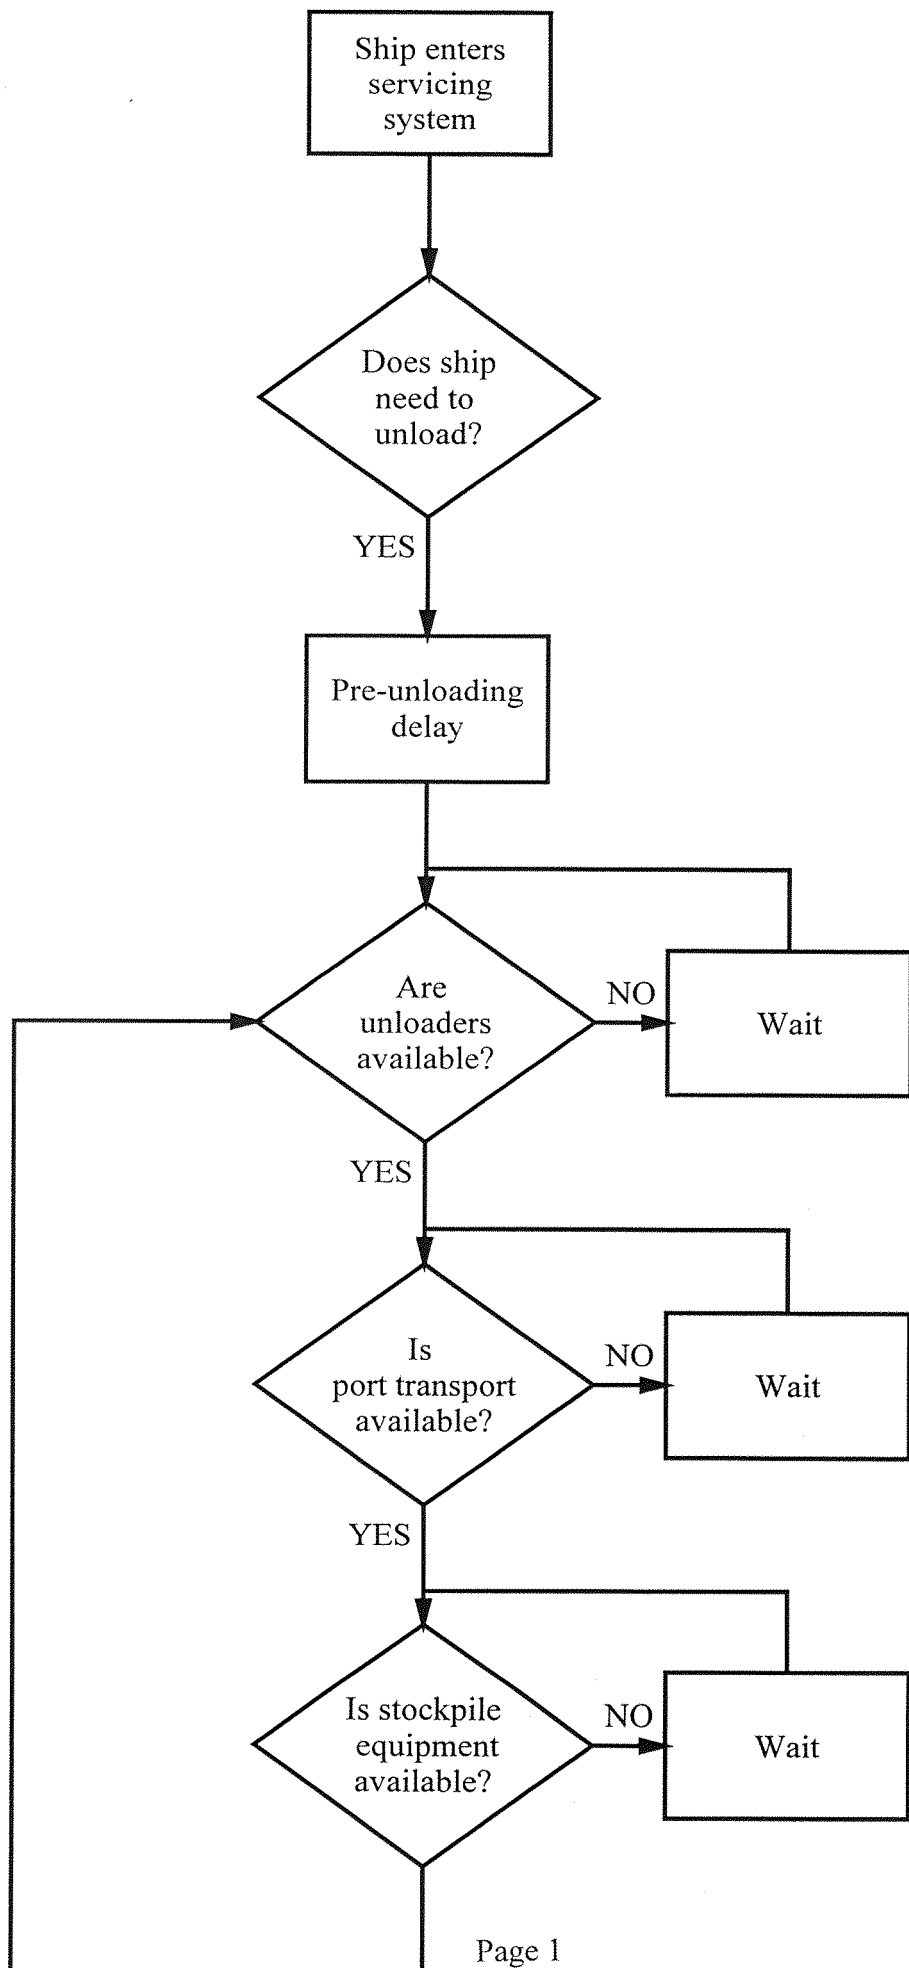 Ship enters
servicing
system
Does ship
need to
unload?
YES
Pre-unloading
delay
Are
unloaders
available?
NO
Wait
YES
Is
port transport
available?
NO
Wait
YES
Is stockpile
equipment
available?
NO
Wait
Page 1